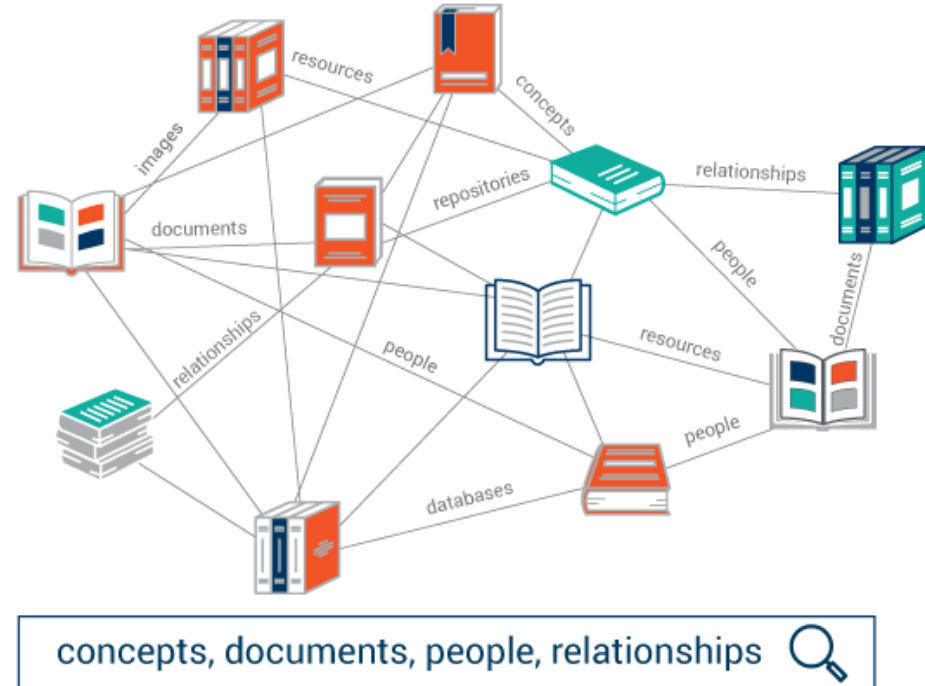 resources
concepts
images
relationships
repositories
documents
people
documents
relationships
resources
people
people
databases
concepts, documents, people, relationships